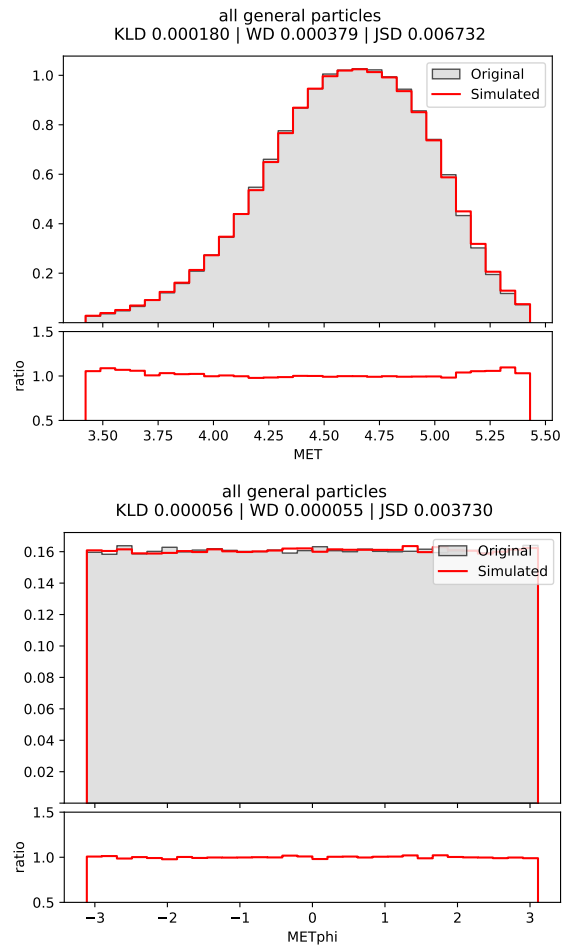 all general particles
KLD 0.000180 | WD 0.000379 | JSD 0.006732
1.0
0.8
0.6
0.4
0.2
Original
Simulated
1.5
1.0
0.5
ratio
3.50 3.75 4.00 4.25 4.50 4.75 5.00 5.25 5.50
MET
all general particles
KLD 0.000056 | WD 0.000055 | JSD 0.003730
0.16
0.14
0.12
0.10
0.08
0.06
0.04
0.02
Original
Simulated
1.5
1.0
0.5
ratio
−3 −2 −1 0 1 2 3
METphi